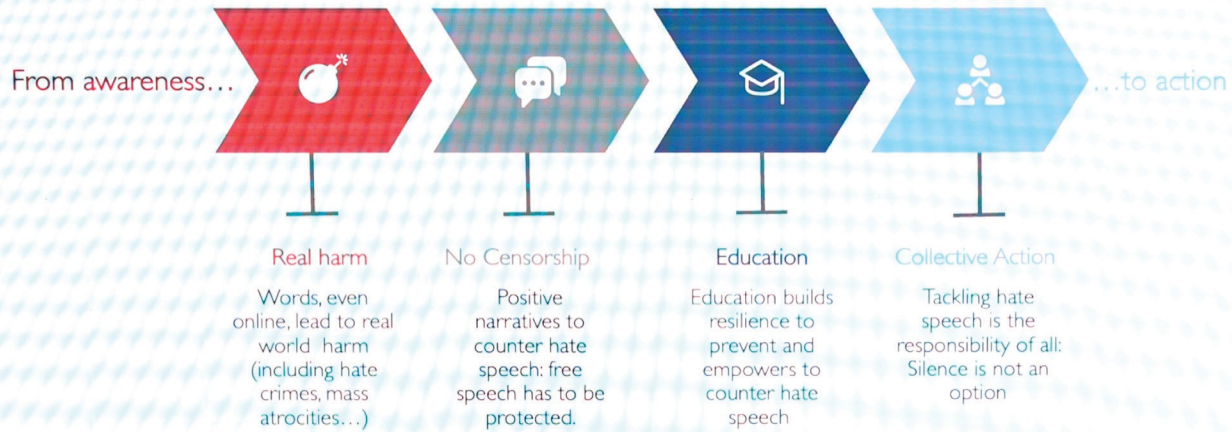 From awareness...
...to action
Real harm
Words, even
online, lead to real
world harm
(including hate
crimes, mass
atrocities...)
No Censorship
Positive
narratives to
counter hate
speech: free
speech has to be
protected.
Education
Education builds
resilience to
prevent and
empowers to
counter hate
speech
Collective Action
Tackling hate
speech is the
responsibility of all:
Silence is not an
option